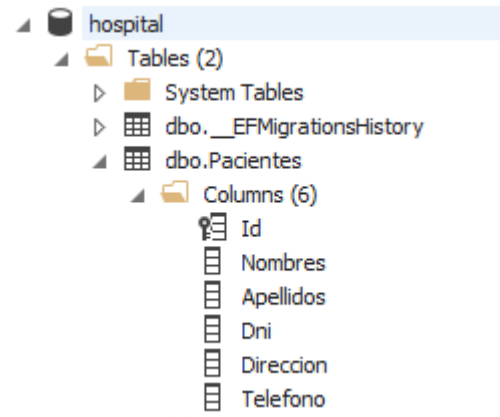 hospital
Tables (2)
System Tables
dbo.__EFMigrationsHistory
dbo.Pacientes
Columns (6)
Id
Nombres
Apellidos
Dni
Direccion
Telefono